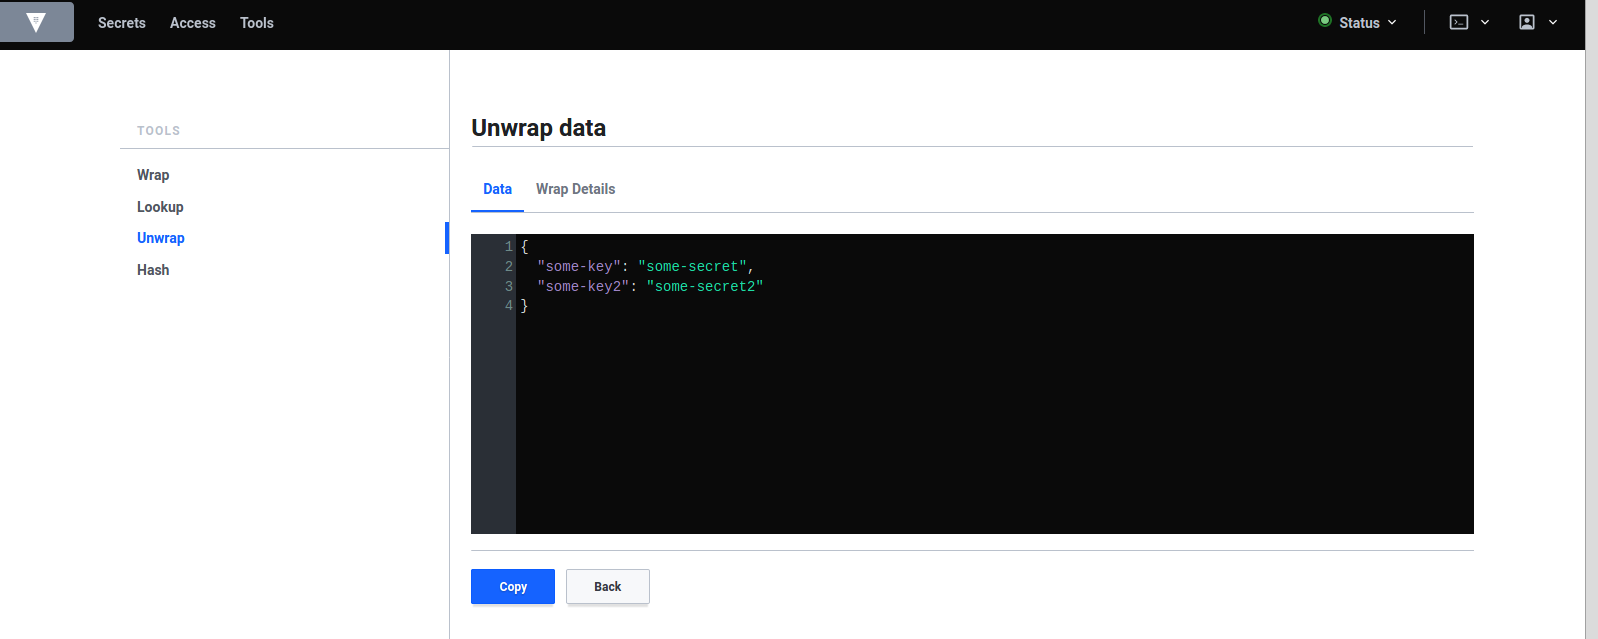 Secrets Access Tools Status
TOOLS
Wrap
Lookup
Unwrap
Hash
Unwrap data
Data Wrap Details
1 {
2 "some-key": "some-secret",
3 "some-key2": "some-secret2"
4 }
Copy Back